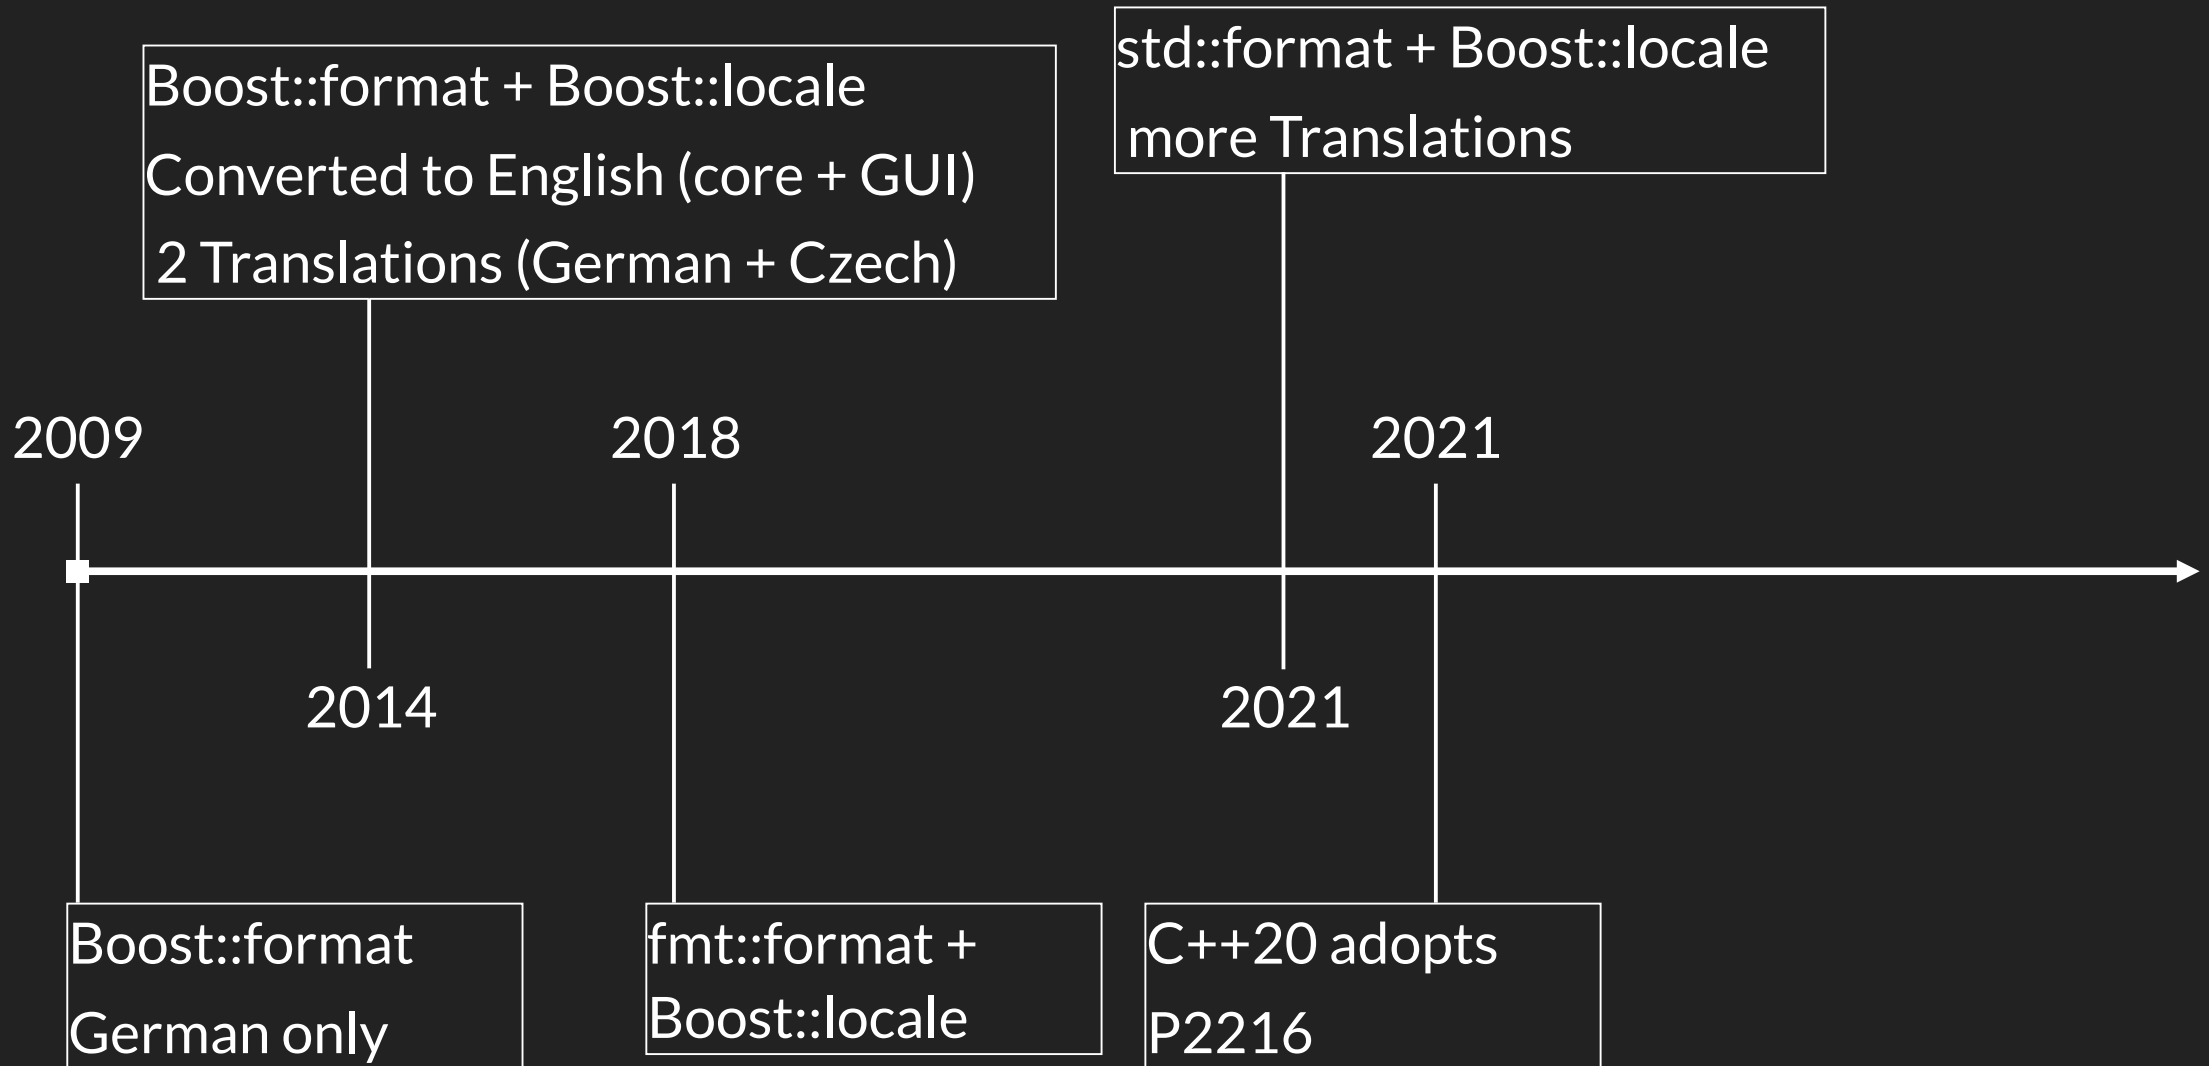 std::format + Boost::locale
more Translations
Boost::format + Boost::locale
Converted to English (core + GUI)
2 Translations (German + Czech)
2009
2018
2021
2014
2021
Boost::format
German only
fmt::format +
Boost::locale
C++20 adopts
P2216